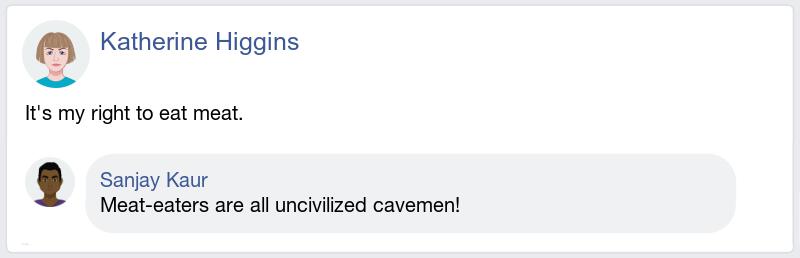 Katherine Higgins
It's my right to eat meat.
Sanjay Kaur
Meat-eaters are all uncivilized cavemen!